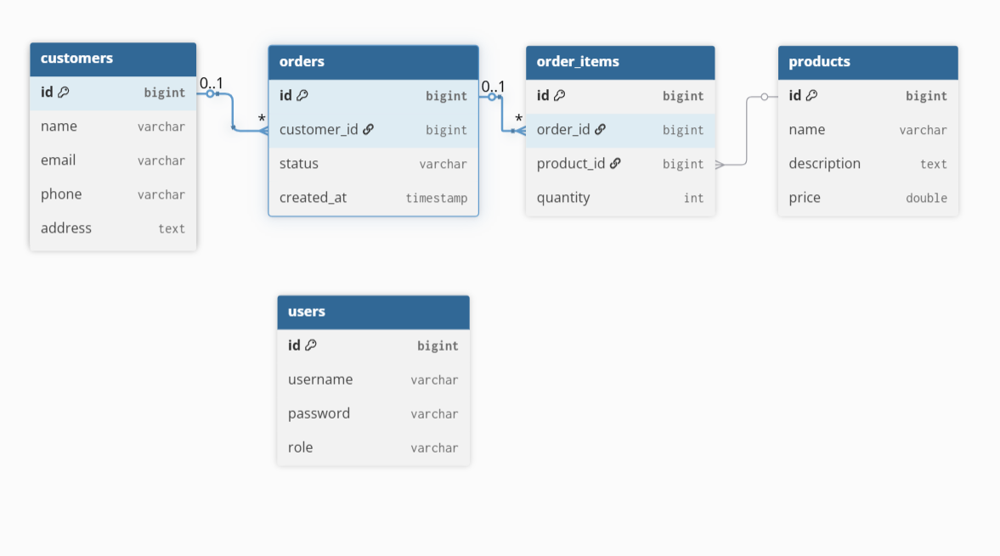 customers
id bigint
name varchar
email varchar
phone varchar
address text
0..1
*
orders
id bigint
customer_id bigint
status varchar
created_at timestamp
0..1
*
order_items
id bigint
order_id bigint
product_id bigint
quantity int
products
id bigint
name varchar
description text
price double
users
id bigint
username varchar
password varchar
role varchar